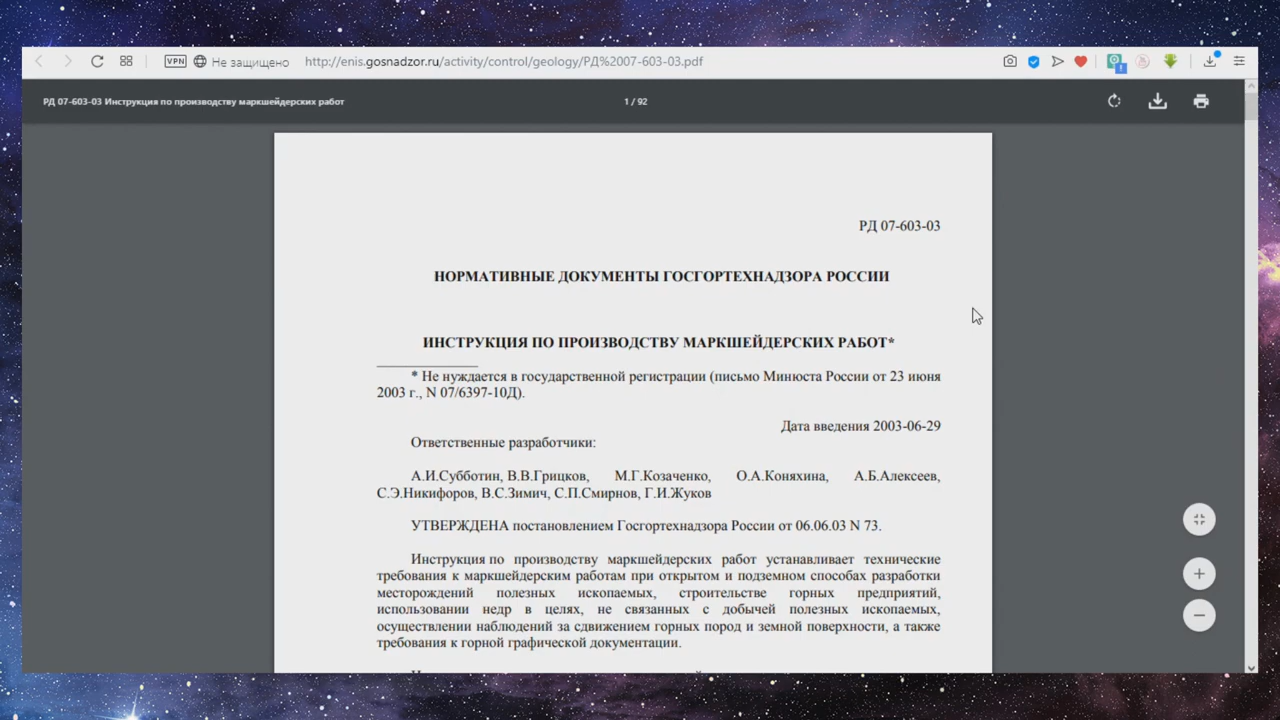 VPN Не защищено http://enis.gosnadzor.ru/activity/control/geology/РД%2007-603-03.pdf
РД 07-603-03 Инструкция по производству маркшейдерских работ 1 / 92
РД 07-603-03
НОРМАТИВНЫЕ ДОКУМЕНТЫ ГОСГОРТЕХНАДЗОРА РОССИИ
ИНСТРУКЦИЯ ПО ПРОИЗВОДСТВУ МАРКШЕЙДЕРСКИХ РАБОТ*
* Не нуждается в государственной регистрации (письмо Минюста России от 23 июня
2003 г., N 07/6397-10Д).
Дата введения 2003-06-29
Ответственные разработчики:
А.И.Субботин, В.В.Грицков, М.Г.Козаченко, О.А.Коняхина, А.Б.Алексеев,
С.Э.Никифоров, В.С.Зимич, С.П.Смирнов, Г.И.Жуков
УТВЕРЖДЕНА постановлением Госгортехнадзора России от 06.06.03 N 73.
Инструкция по производству маркшейдерских работ устанавливает технические
требования к маркшейдерским работам при открытом и подземном способах разработки
месторождений полезных ископаемых, строительстве горных предприятий,
использовании недр в целях, не связанных с добычей полезных ископаемых,
осуществлении наблюдений за сдвижением горных пород и земной поверхности, а также
требования к горной графической документации.